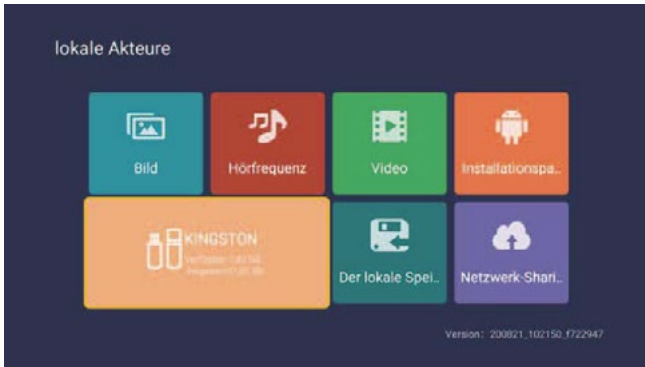 lokale Akteure
Bild
Hörfrequenz
Video
Installationspa..
KINGSTON
Der lokale Spei..
Netzwerk-Shari..
Version: 200821_102150_f722947